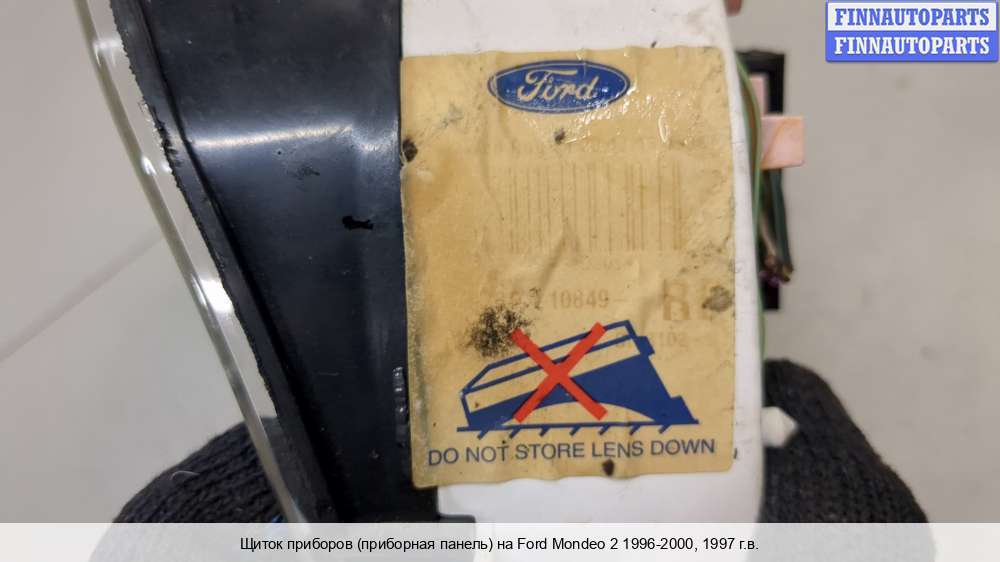 FINNAUTOPARTS
FINNAUTOPARTS
Ford
10849-
DO NOT STORE LENS DOWN
Щиток приборов (приборная панель) на Ford Mondeo 2 1996-2000, 1997 г.в.